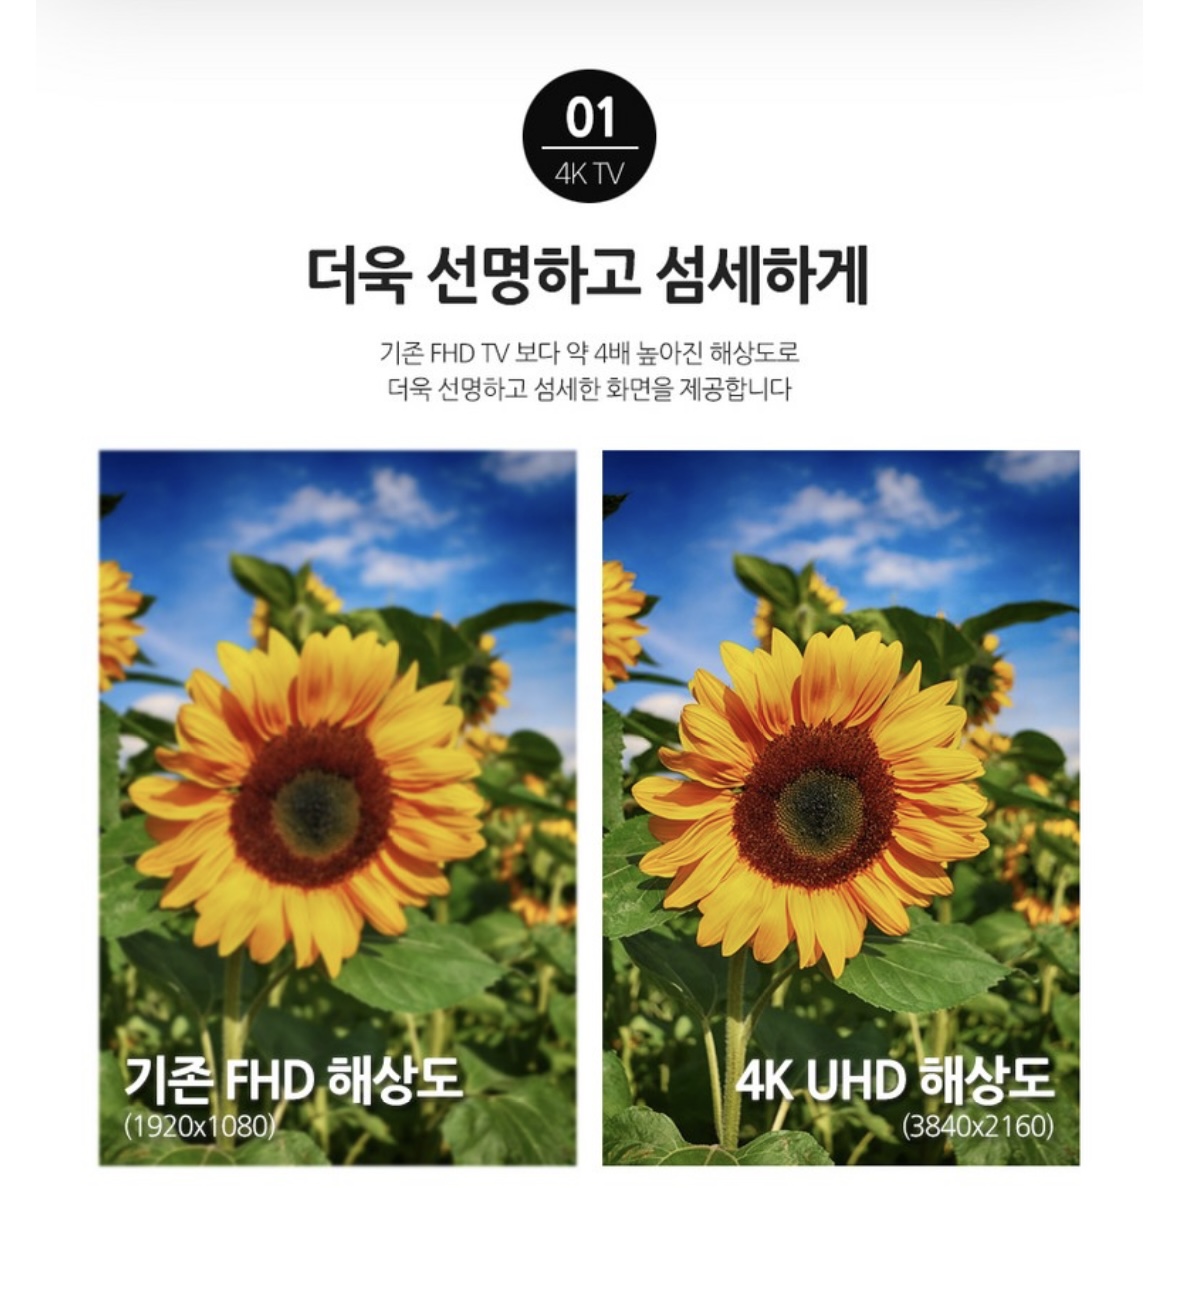 01
4K TV
더욱 선명하고 섬세하게
기존 FHD TV 보다 약 4배 높아진 해상도로
더욱 선명하고 섬세한 화면을 제공합니다
기존 FHD 해상도
(1920x1080)
4K UHD 해상도
(3840x2160)